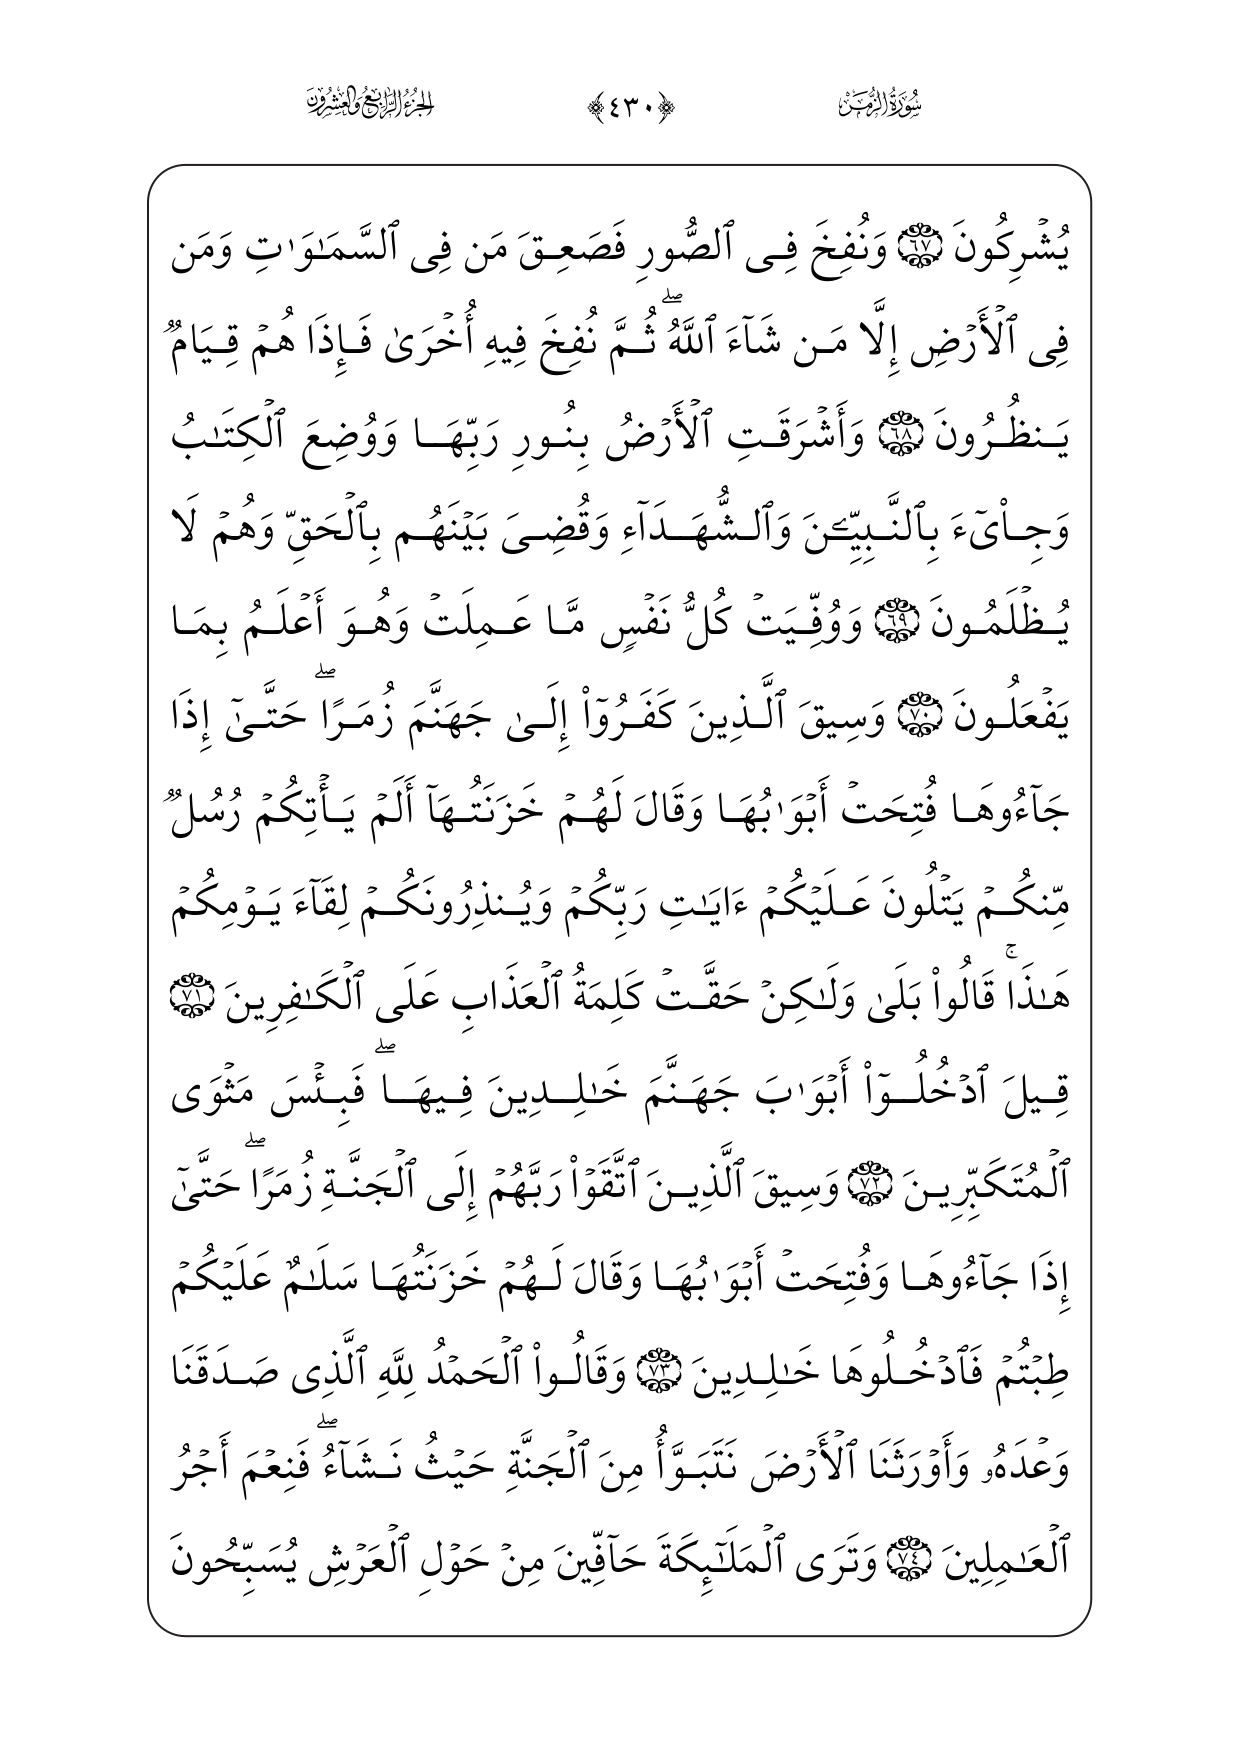 سُورَةُ الزُّمَر ﴿٤٣٠﴾ الجُزْءُ الرَّابِعُ وَالعِشْرُونَ
يُشۡرِكُونَ ٦٧ وَنُفِخَ فِى ٱلصُّورِ فَصَعِقَ مَن فِى ٱلسَّمَـٰوَٰتِ وَمَن
فِى ٱلۡأَرۡضِ إِلَّا مَن شَآءَ ٱللَّهُۖ ثُمَّ نُفِخَ فِيهِ أُخۡرَىٰ فَإِذَا هُمۡ قِيَامٌ
يَنظُرُونَ ٦٨ وَأَشۡرَقَتِ ٱلۡأَرۡضُ بِنُورِ رَبِّهَا وَوُضِعَ ٱلۡكِتَـٰبُ
وَجِا۟ىٓءَ بِٱلنَّبِيِّـۧنَ وَٱلشُّهَدَآءِ وَقُضِىَ بَيۡنَهُم بِٱلۡحَقِّ وَهُمۡ لَا
يُظۡلَمُونَ ٦٩ وَوُفِّيَتۡ كُلُّ نَفۡسٍ مَّا عَمِلَتۡ وَهُوَ أَعۡلَمُ بِمَا
يَفۡعَلُونَ ٧٠ وَسِيقَ ٱلَّذِينَ كَفَرُوٓا۟ إِلَىٰ جَهَنَّمَ زُمَرًاۖ حَتَّىٰٓ إِذَا
جَآءُوهَا فُتِحَتۡ أَبۡوَٰبُهَا وَقَالَ لَهُمۡ خَزَنَتُهَآ أَلَمۡ يَأۡتِكُمۡ رُسُلٌ
مِّنكُمۡ يَتۡلُونَ عَلَيۡكُمۡ ءَايَـٰتِ رَبِّكُمۡ وَيُنذِرُونَكُمۡ لِقَآءَ يَوۡمِكُمۡ
هَـٰذَاۚ قَالُوا۟ بَلَىٰ وَلَـٰكِنۡ حَقَّتۡ كَلِمَةُ ٱلۡعَذَابِ عَلَى ٱلۡكَـٰفِرِينَ ٧١
قِيلَ ٱدۡخُلُوٓا۟ أَبۡوَٰبَ جَهَنَّمَ خَـٰلِدِينَ فِيهَاۖ فَبِئۡسَ مَثۡوَى
ٱلۡمُتَكَبِّرِينَ ٧٢ وَسِيقَ ٱلَّذِينَ ٱتَّقَوۡا۟ رَبَّهُمۡ إِلَى ٱلۡجَنَّةِ زُمَرًاۖ حَتَّىٰٓ
إِذَا جَآءُوهَا وَفُتِحَتۡ أَبۡوَٰبُهَا وَقَالَ لَهُمۡ خَزَنَتُهَا سَلَـٰمٌ عَلَيۡكُمۡ
طِبۡتُمۡ فَٱدۡخُلُوهَا خَـٰلِدِينَ ٧٣ وَقَالُوا۟ ٱلۡحَمۡدُ لِلَّهِ ٱلَّذِى صَدَقَنَا
وَعۡدَهُۥ وَأَوۡرَثَنَا ٱلۡأَرۡضَ نَتَبَوَّأُ مِنَ ٱلۡجَنَّةِ حَيۡثُ نَشَآءُۖ فَنِعۡمَ أَجۡرُ
ٱلۡعَـٰمِلِينَ ٧٤ وَتَرَى ٱلۡمَلَـٰٓئِكَةَ حَآفِّينَ مِنۡ حَوۡلِ ٱلۡعَرۡشِ يُسَبِّحُونَ